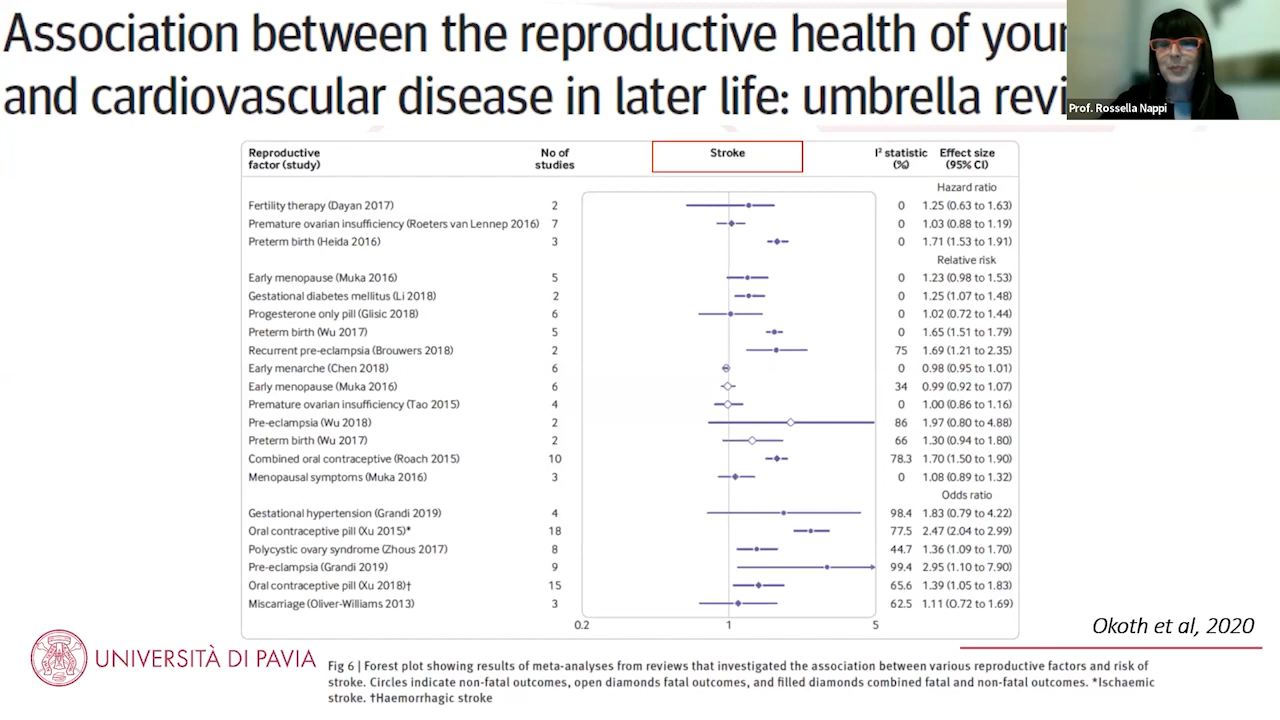 Association between the reproductive health of
and cardiovascular disease in later life: umbrella
Prof. Rossella Nappi
Reproductive factor (study) No of studies Stroke I² statistic (%) Effect size (95% CI)
Hazard ratio
Fertility therapy (Dayan 2017) 2 0 1.25 (0.63 to 1.63)
Premature ovarian insufficiency (Roeters van Lennep 2016) 7 0 1.03 (0.88 to 1.19)
Preterm birth (Heida 2016) 3 0 1.71 (1.53 to 1.91)
Relative risk
Early menopause (Muka 2016) 5 0 1.23 (0.98 to 1.53)
Gestational diabetes mellitus (Li 2018) 2 0 1.25 (1.07 to 1.48)
Progesterone only pill (Glisic 2018) 6 0 1.02 (0.72 to 1.44)
Preterm birth (Wu 2017) 5 0 1.65 (1.51 to 1.79)
Recurrent pre-eclampsia (Brouwers 2018) 2 75 1.69 (1.21 to 2.35)
Early menarche (Chen 2018) 6 0 0.98 (0.95 to 1.01)
Early menopause (Muka 2016) 6 34 0.99 (0.92 to 1.07)
Premature ovarian insufficiency (Tao 2015) 4 0 1.00 (0.86 to 1.16)
Pre-eclampsia (Wu 2018) 2 86 1.97 (0.80 to 4.88)
Preterm birth (Wu 2017) 2 66 1.30 (0.94 to 1.80)
Combined oral contraceptive (Roach 2015) 10 78.3 1.70 (1.50 to 1.90)
Menopausal symptoms (Muka 2016) 3 0 1.08 (0.89 to 1.32)
Odds ratio
Gestational hypertension (Grandi 2019) 4 98.4 1.83 (0.79 to 4.22)
Oral contraceptive pill (Xu 2015)* 18 77.5 2.47 (2.04 to 2.99)
Polycystic ovary syndrome (Zhous 2017) 8 44.7 1.36 (1.09 to 1.70)
Pre-eclampsia (Grandi 2019) 9 99.4 2.95 (1.10 to 7.90)
Oral contraceptive pill (Xu 2018)† 15 65.6 1.39 (1.05 to 1.83)
Miscarriage (Oliver-Williams 2013) 3 62.5 1.11 (0.72 to 1.69)
0.2 1 5
Okoth et al, 2020
UNIVERSITÀ DI PAVIA
Fig 6 | Forest plot showing results of meta-analyses from reviews that investigated the association between various reproductive factors and risk of
stroke. Circles indicate non-fatal outcomes, open diamonds fatal outcomes, and filled diamonds combined fatal and non-fatal outcomes. *Ischaemic
stroke. †Haemorrhagic stroke